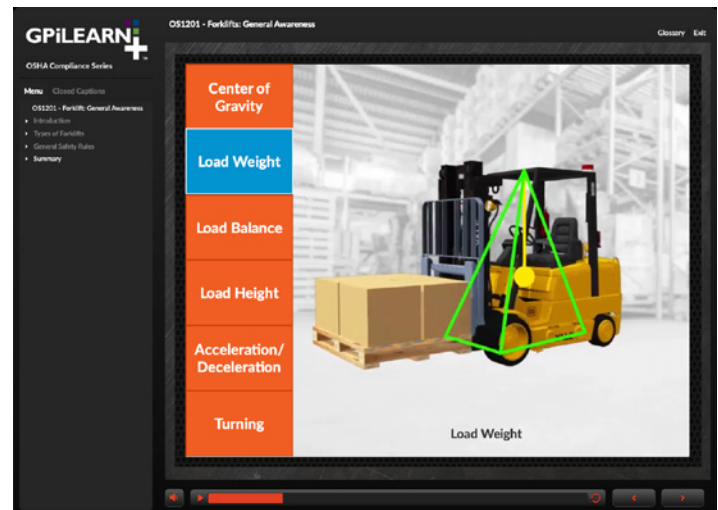 GPiLEARN+™
OSHA Compliance Series
Menu Closed Captions
OS1201 - Forklift: General Awareness
Introduction
Types of Forklifts
General Safety Rules
Summary
OS1201 - Forklifts: General Awareness
Glossary Exit
Center of
Gravity
Load Weight
Load Balance
Load Height
Acceleration/
Deceleration
Turning
Load Weight